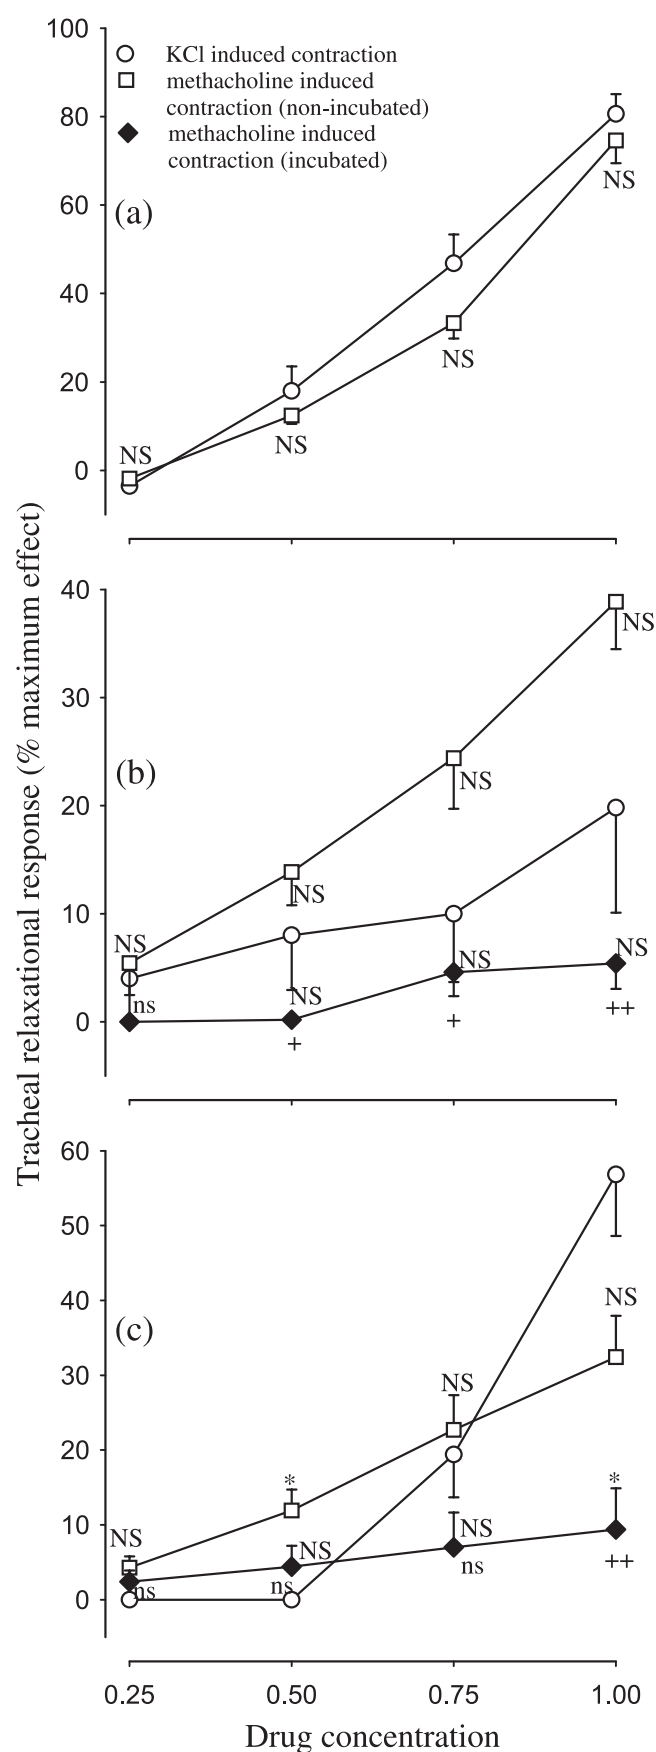 100
KCl induced contraction
methacholine induced
contraction (non-incubated)
80
methacholine induced
contraction (incubated)
NS
60
(a)
40
NS
20
NS
NS
0
Tracheal relaxational response (% maximum effect)
40
NS
30
(b)
NS
20
NS
10
NS
NS
NS
NS
ns
0
+
+
++
60
50
40
NS
(c)
30
NS
20
*
*
10
NS
NS
NS
ns
++
ns
ns
0
0.25 0.50 0.75 1.00
Drug concentration